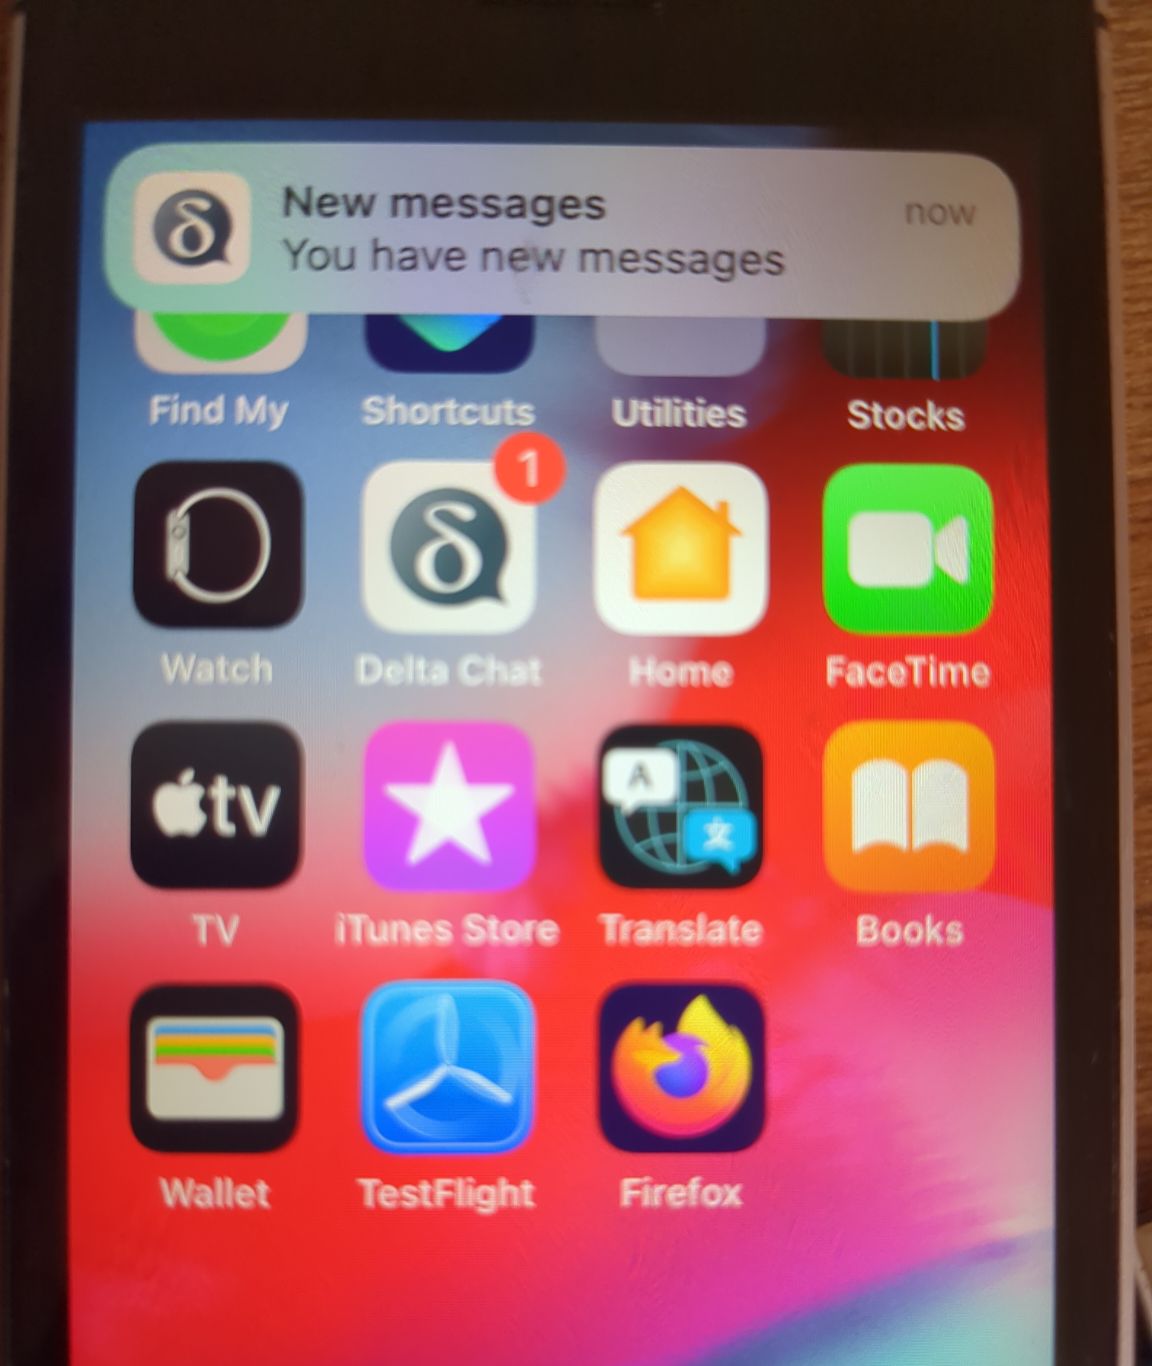 New messages
now
You have new messages
Find My Shortcuts Utilities Stocks
1
Watch Delta Chat Home FaceTime
tv
A
文
TV iTunes Store Translate Books
Wallet TestFlight Firefox